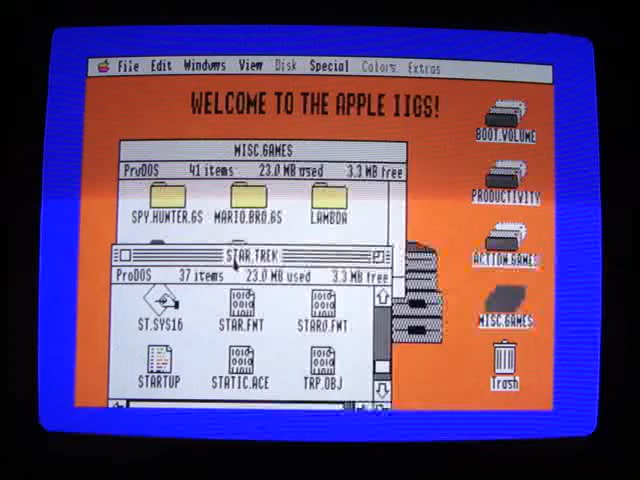 File Edit Windows View Disk Special Colors Extras
WELCOME TO THE APPLE IIGS!
BOOT.VOLUME
MISC.GAMES
ProDOS 41 items 23.0 MB used 3.3 MB free
PRODUCTIVITY
SPY.HUNTER.GS MARIO.BRO.GS LAMBDA
STAR.TREK
ACTION.GAME
ProDOS 37 items 23.0 MB used 3.3 MB free
MISC.GAMES
ST.SYS16 STAR.FNT STAR0.FNT
Trash
STARTUP STATIC.ACE TRP.OBJ